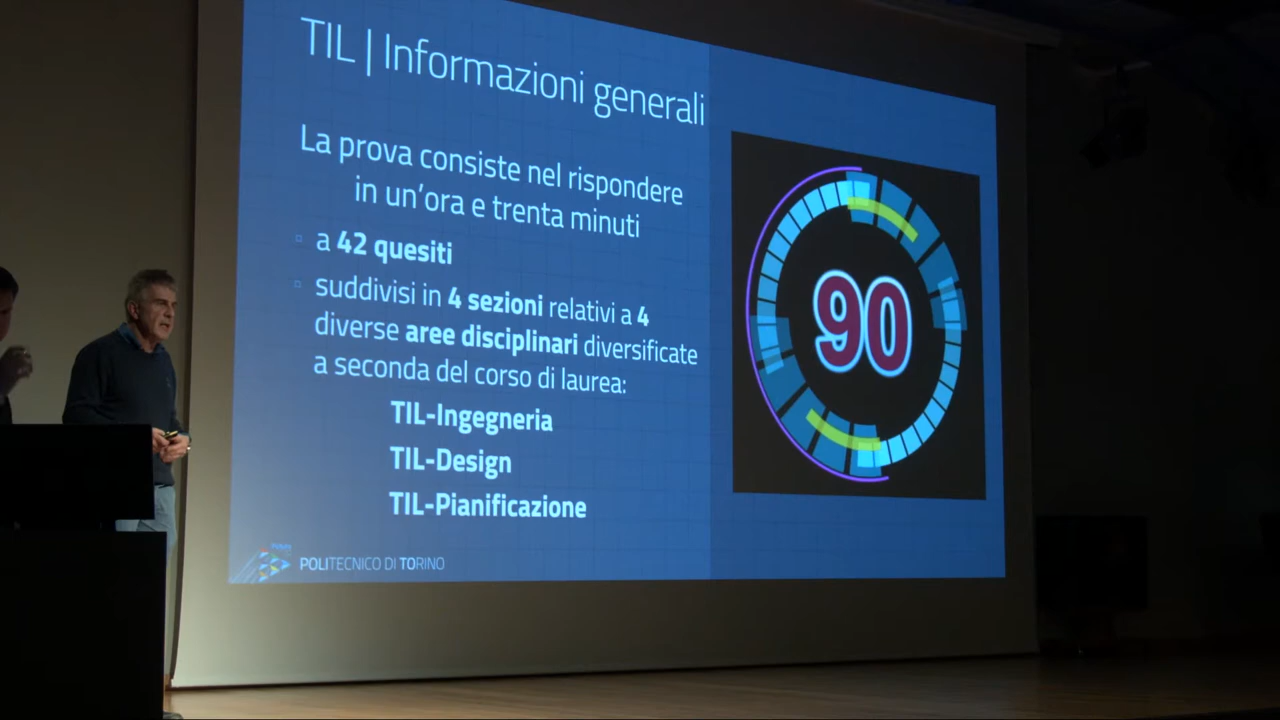 TIL | Informazioni generali
La prova consiste nel rispondere
in un'ora e trenta minuti
a 42 quesiti
suddivisi in 4 sezioni relativi a 4
diverse aree disciplinari diversificate
a seconda del corso di laurea:
TIL-Ingegneria
TIL-Design
TIL-Pianificazione
90
POLITECNICO DI TORINO